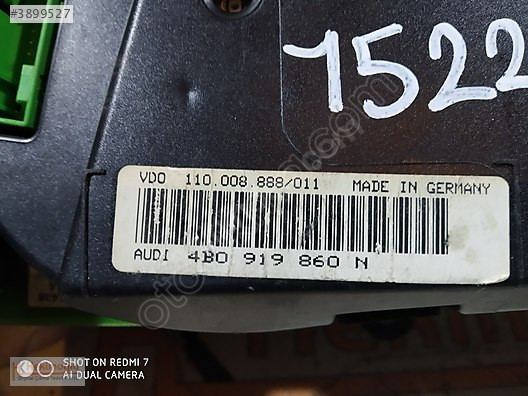 #3899527
1522
VDO 110.008.888/011 MADE IN GERMANY
AUDI 4B0 919 860 N
SHOT ON REDMI 7
AI DUAL CAMERA